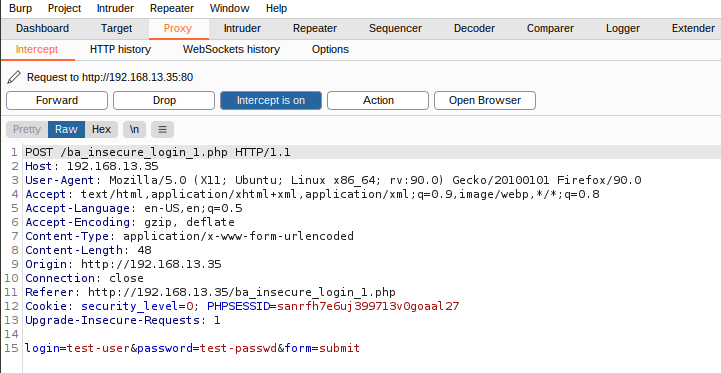 Burp Project Intruder Repeater Window Help
Dashboard Target Proxy Intruder Repeater Sequencer Decoder Comparer Logger Extender
Intercept HTTP history WebSockets history Options
Request to http://192.168.13.35:80
Forward Drop Intercept is on Action Open Browser
Pretty Raw Hex \n ≡
1 POST /ba_insecure_login_1.php HTTP/1.1
2 Host: 192.168.13.35
3 User-Agent: Mozilla/5.0 (X11; Ubuntu; Linux x86_64; rv:90.0) Gecko/20100101 Firefox/90.0
4 Accept: text/html,application/xhtml+xml,application/xml;q=0.9,image/webp,*/*;q=0.8
5 Accept-Language: en-US,en;q=0.5
6 Accept-Encoding: gzip, deflate
7 Content-Type: application/x-www-form-urlencoded
8 Content-Length: 48
9 Origin: http://192.168.13.35
10 Connection: close
11 Referer: http://192.168.13.35/ba_insecure_login_1.php
12 Cookie: security_level=0; PHPSESSID=sanrfh7e6uj399713v0goaal27
13 Upgrade-Insecure-Requests: 1
14
15 login=test-user&password=test-passwd&form=submit